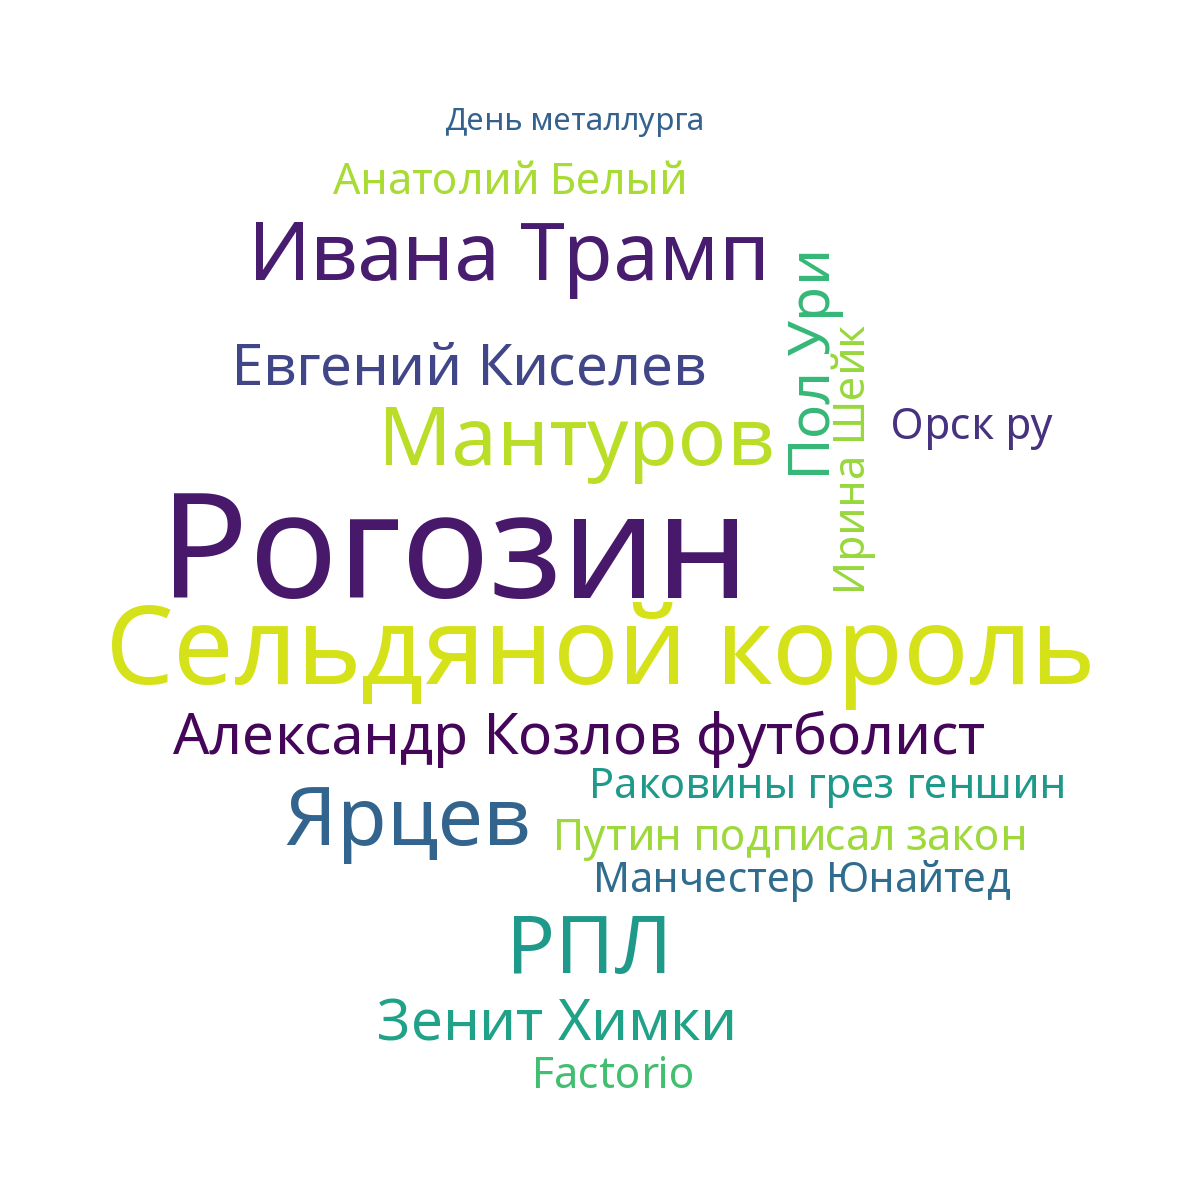 День металлурга
Анатолий Белый
Ивана Трамп
Пол Ури
Ирина Шейк
Евгений Киселев
Орск ру
Мантуров
Рогозин
Сельдяной король
Александр Козлов футболист
Раковины грез геншин
Ярцев
Путин подписал закон
Манчестер Юнайтед
РПЛ
Зенит Химки
Factorio